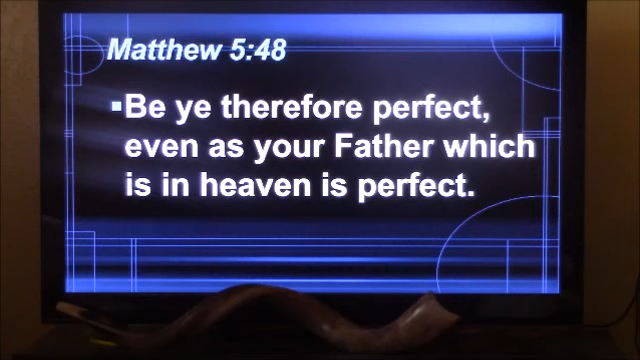 Matthew 5:48
▪Be ye therefore perfect,
even as your Father which
is in heaven is perfect.